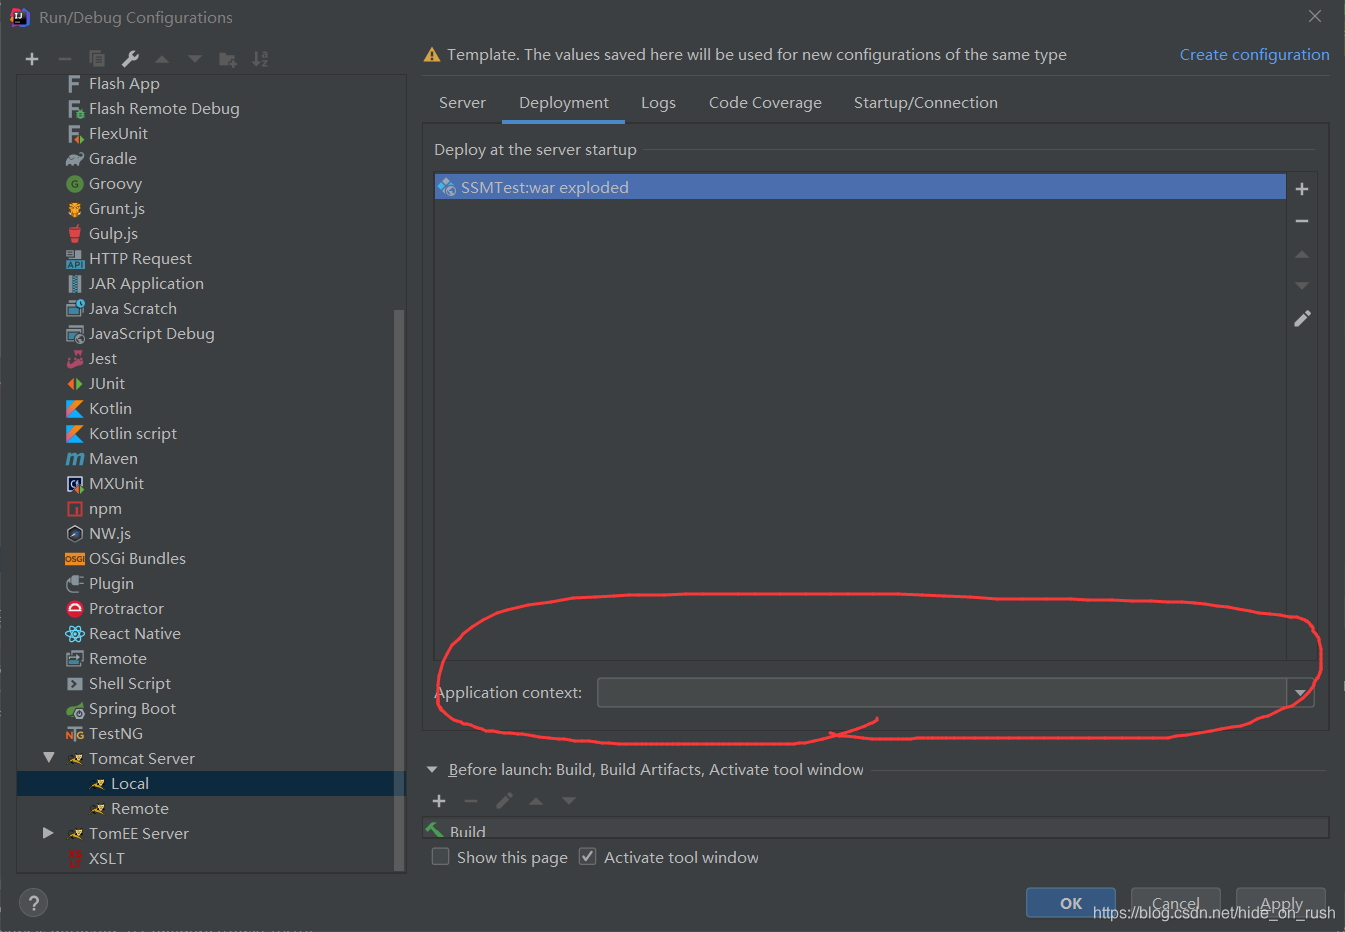 Run/Debug Configurations
Template. The values saved here will be used for new configurations of the same type
Create configuration
Flash App
Flash Remote Debug
FlexUnit
Gradle
Groovy
Grunt.js
Gulp.js
HTTP Request
JAR Application
Java Scratch
JavaScript Debug
Jest
JUnit
Kotlin
Kotlin script
Maven
MXUnit
npm
NW.js
OSGi Bundles
Plugin
Protractor
React Native
Remote
Shell Script
Spring Boot
TestNG
Tomcat Server
Local
Remote
TomEE Server
XSLT
Server Deployment Logs Code Coverage Startup/Connection
Deploy at the server startup
SSMTest:war exploded
Application context:
Before launch: Build, Build Artifacts, Activate tool window
Build
Show this page Activate tool window
OK Cancel Apply
https://blog.csdn.net/hide_on_rush